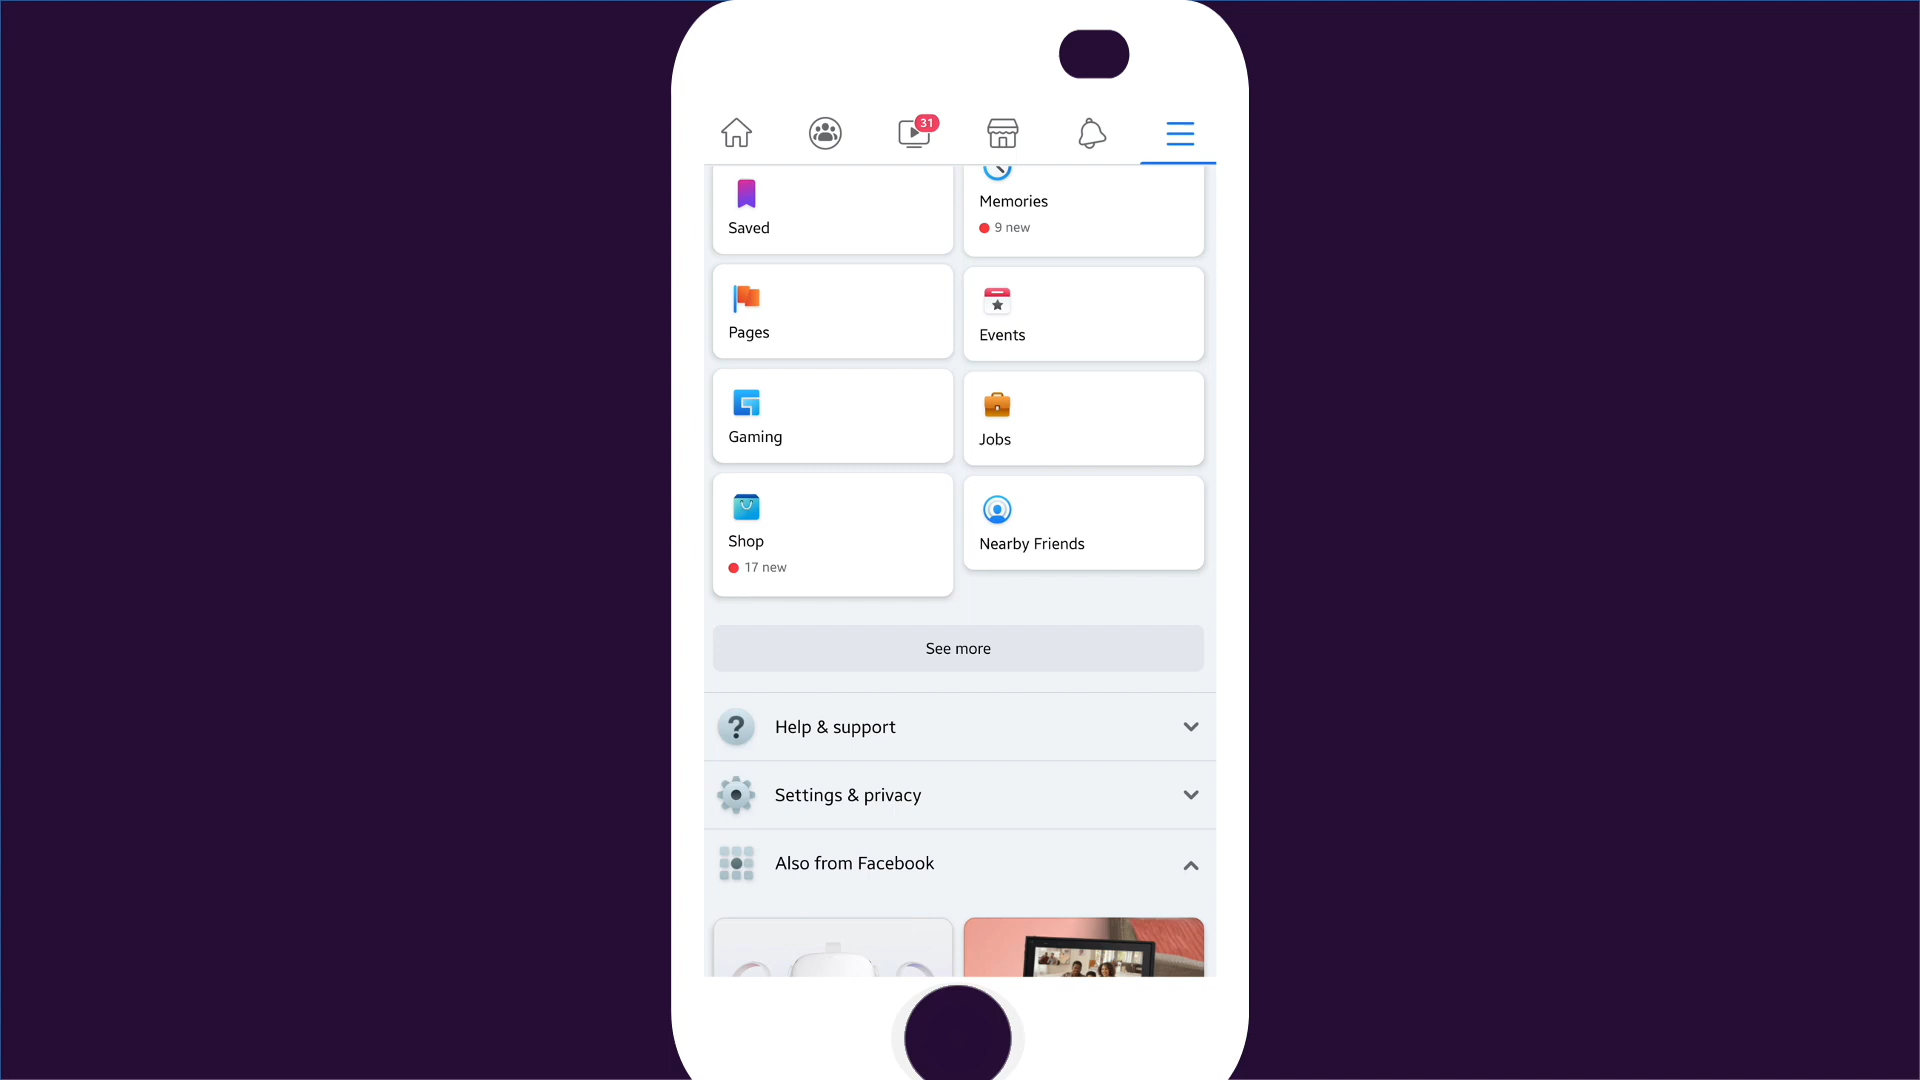 31
Saved
Memories
9 new
Pages
Events
Gaming
Jobs
Shop
17 new
Nearby Friends
See more
? Help & support
Settings & privacy
Also from Facebook